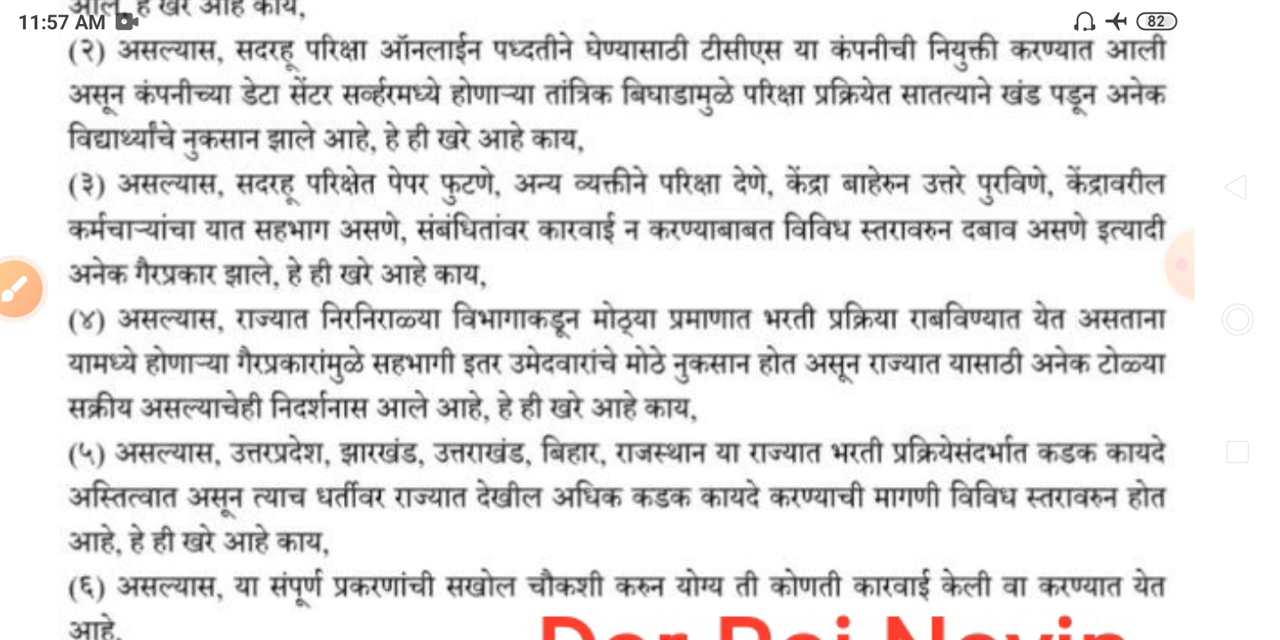 आले, हे खरे आहे काय,
11:57 AM
82
(२) असल्यास, सदरहू परिक्षा ऑनलाईन पध्दतीने घेण्यासाठी टीसीएस या कंपनीची नियुक्ती करण्यात आली
असून कंपनीच्या डेटा सेंटर सर्व्हरमध्ये होणाऱ्या तांत्रिक बिघाडामुळे परिक्षा प्रक्रियेत सातत्याने खंड पडून अनेक
विद्यार्थ्यांचे नुकसान झाले आहे, हे ही खरे आहे काय,
(३) असल्यास, सदरहू परिक्षेत पेपर फुटणे, अन्य व्यक्तीने परिक्षा देणे, केंद्रा बाहेरुन उत्तरे पुरविणे, केंद्रावरील
कर्मचाऱ्यांचा यात सहभाग असणे, संबंधितांवर कारवाई न करण्याबाबत विविध स्तरावरुन दबाव असणे इत्यादी
अनेक गैरप्रकार झाले, हे ही खरे आहे काय,
(४) असल्यास, राज्यात निरनिराळ्या विभागाकडून मोठ्या प्रमाणात भरती प्रक्रिया राबविण्यात येत असताना
यामध्ये होणाऱ्या गैरप्रकारांमुळे सहभागी इतर उमेदवारांचे मोठे नुकसान होत असून राज्यात यासाठी अनेक टोळ्या
सक्रीय असल्याचेही निदर्शनास आले आहे, हे ही खरे आहे काय,
(५) असल्यास, उत्तरप्रदेश, झारखंड, उत्तराखंड, बिहार, राजस्थान या राज्यात भरती प्रक्रियेसंदर्भात कडक कायदे
अस्तित्वात असून त्याच धर्तीवर राज्यात देखील अधिक कडक कायदे करण्याची मागणी विविध स्तरावरुन होत
आहे, हे ही खरे आहे काय,
(६) असल्यास, या संपूर्ण प्रकरणांची सखोल चौकशी करुन योग्य ती कोणती कारवाई केली वा करण्यात येत
आहे.